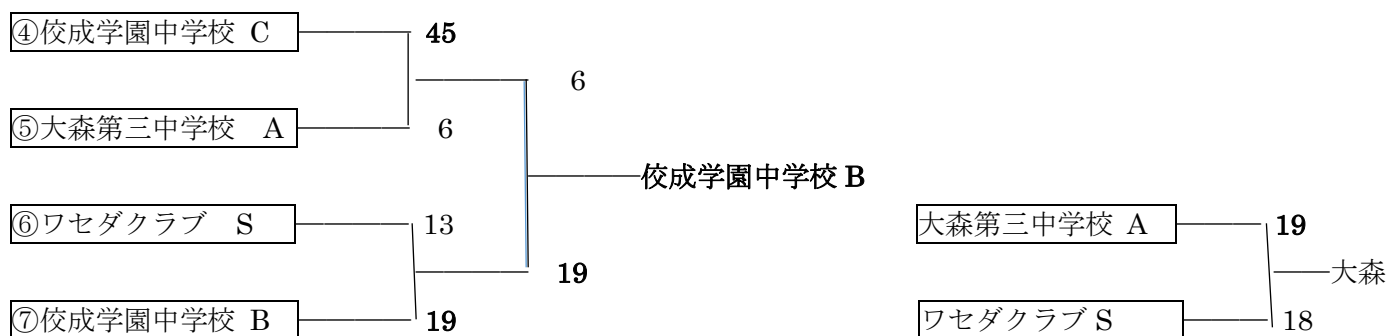 ④佼成学園中学校 C 45
6
⑤大森第三中学校 A 6
佼成学園中学校 B
⑥ワセダクラブ S 13 大森第三中学校 A 19
19 大森
⑦佼成学園中学校 B 19 ワセダクラブ S 18